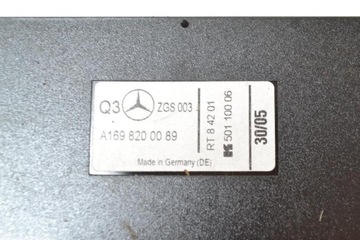 Q3 ZGS 003
A169 820 00 89
Made in Germany (DE)
RT 8 42 01
501 100 06
30/05